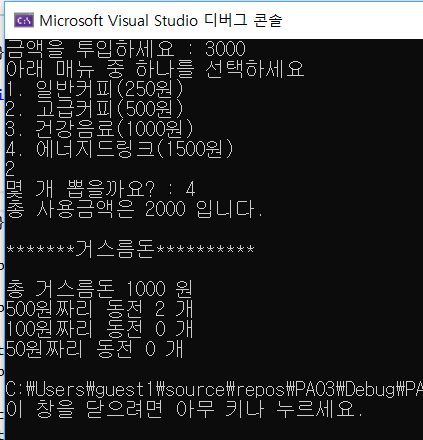 Microsoft Visual Studio 디버그 콘솔
금액을 투입하세요 : 3000
아래 매뉴 중 하나를 선택하세요
1. 일반커피(250원)
2. 고급커피(500원)
3. 건강음료(1000원)
4. 에너지드링크(1500원)
2
몇 개 뽑을까요? : 4
총 사용금액은 2000 입니다.
*******거스름돈**********
총 거스름돈 1000 원
500원짜리 동전 2 개
100원짜리 동전 0 개
50원짜리 동전 0 개
C:₩Users₩guest1₩source₩repos₩PA03₩Debug₩PA
이 창을 닫으려면 아무 키나 누르세요.